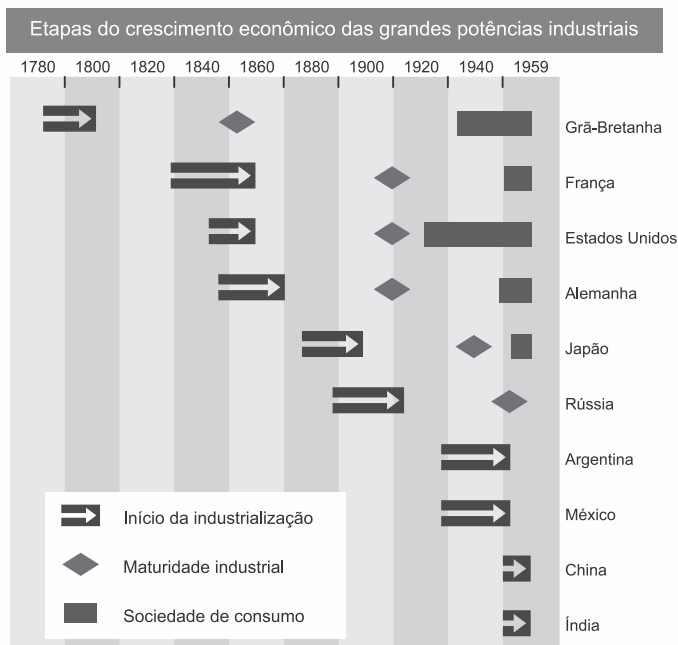 Etapas do crescimento econômico das grandes potências industriais
1780 1800 1820 1840 1860 1880 1900 1920 1940 1959
Grã-Bretanha
França
Estados Unidos
Alemanha
Japão
Rússia
Argentina
México
China
Índia
Início da industrialização
Maturidade industrial
Sociedade de consumo